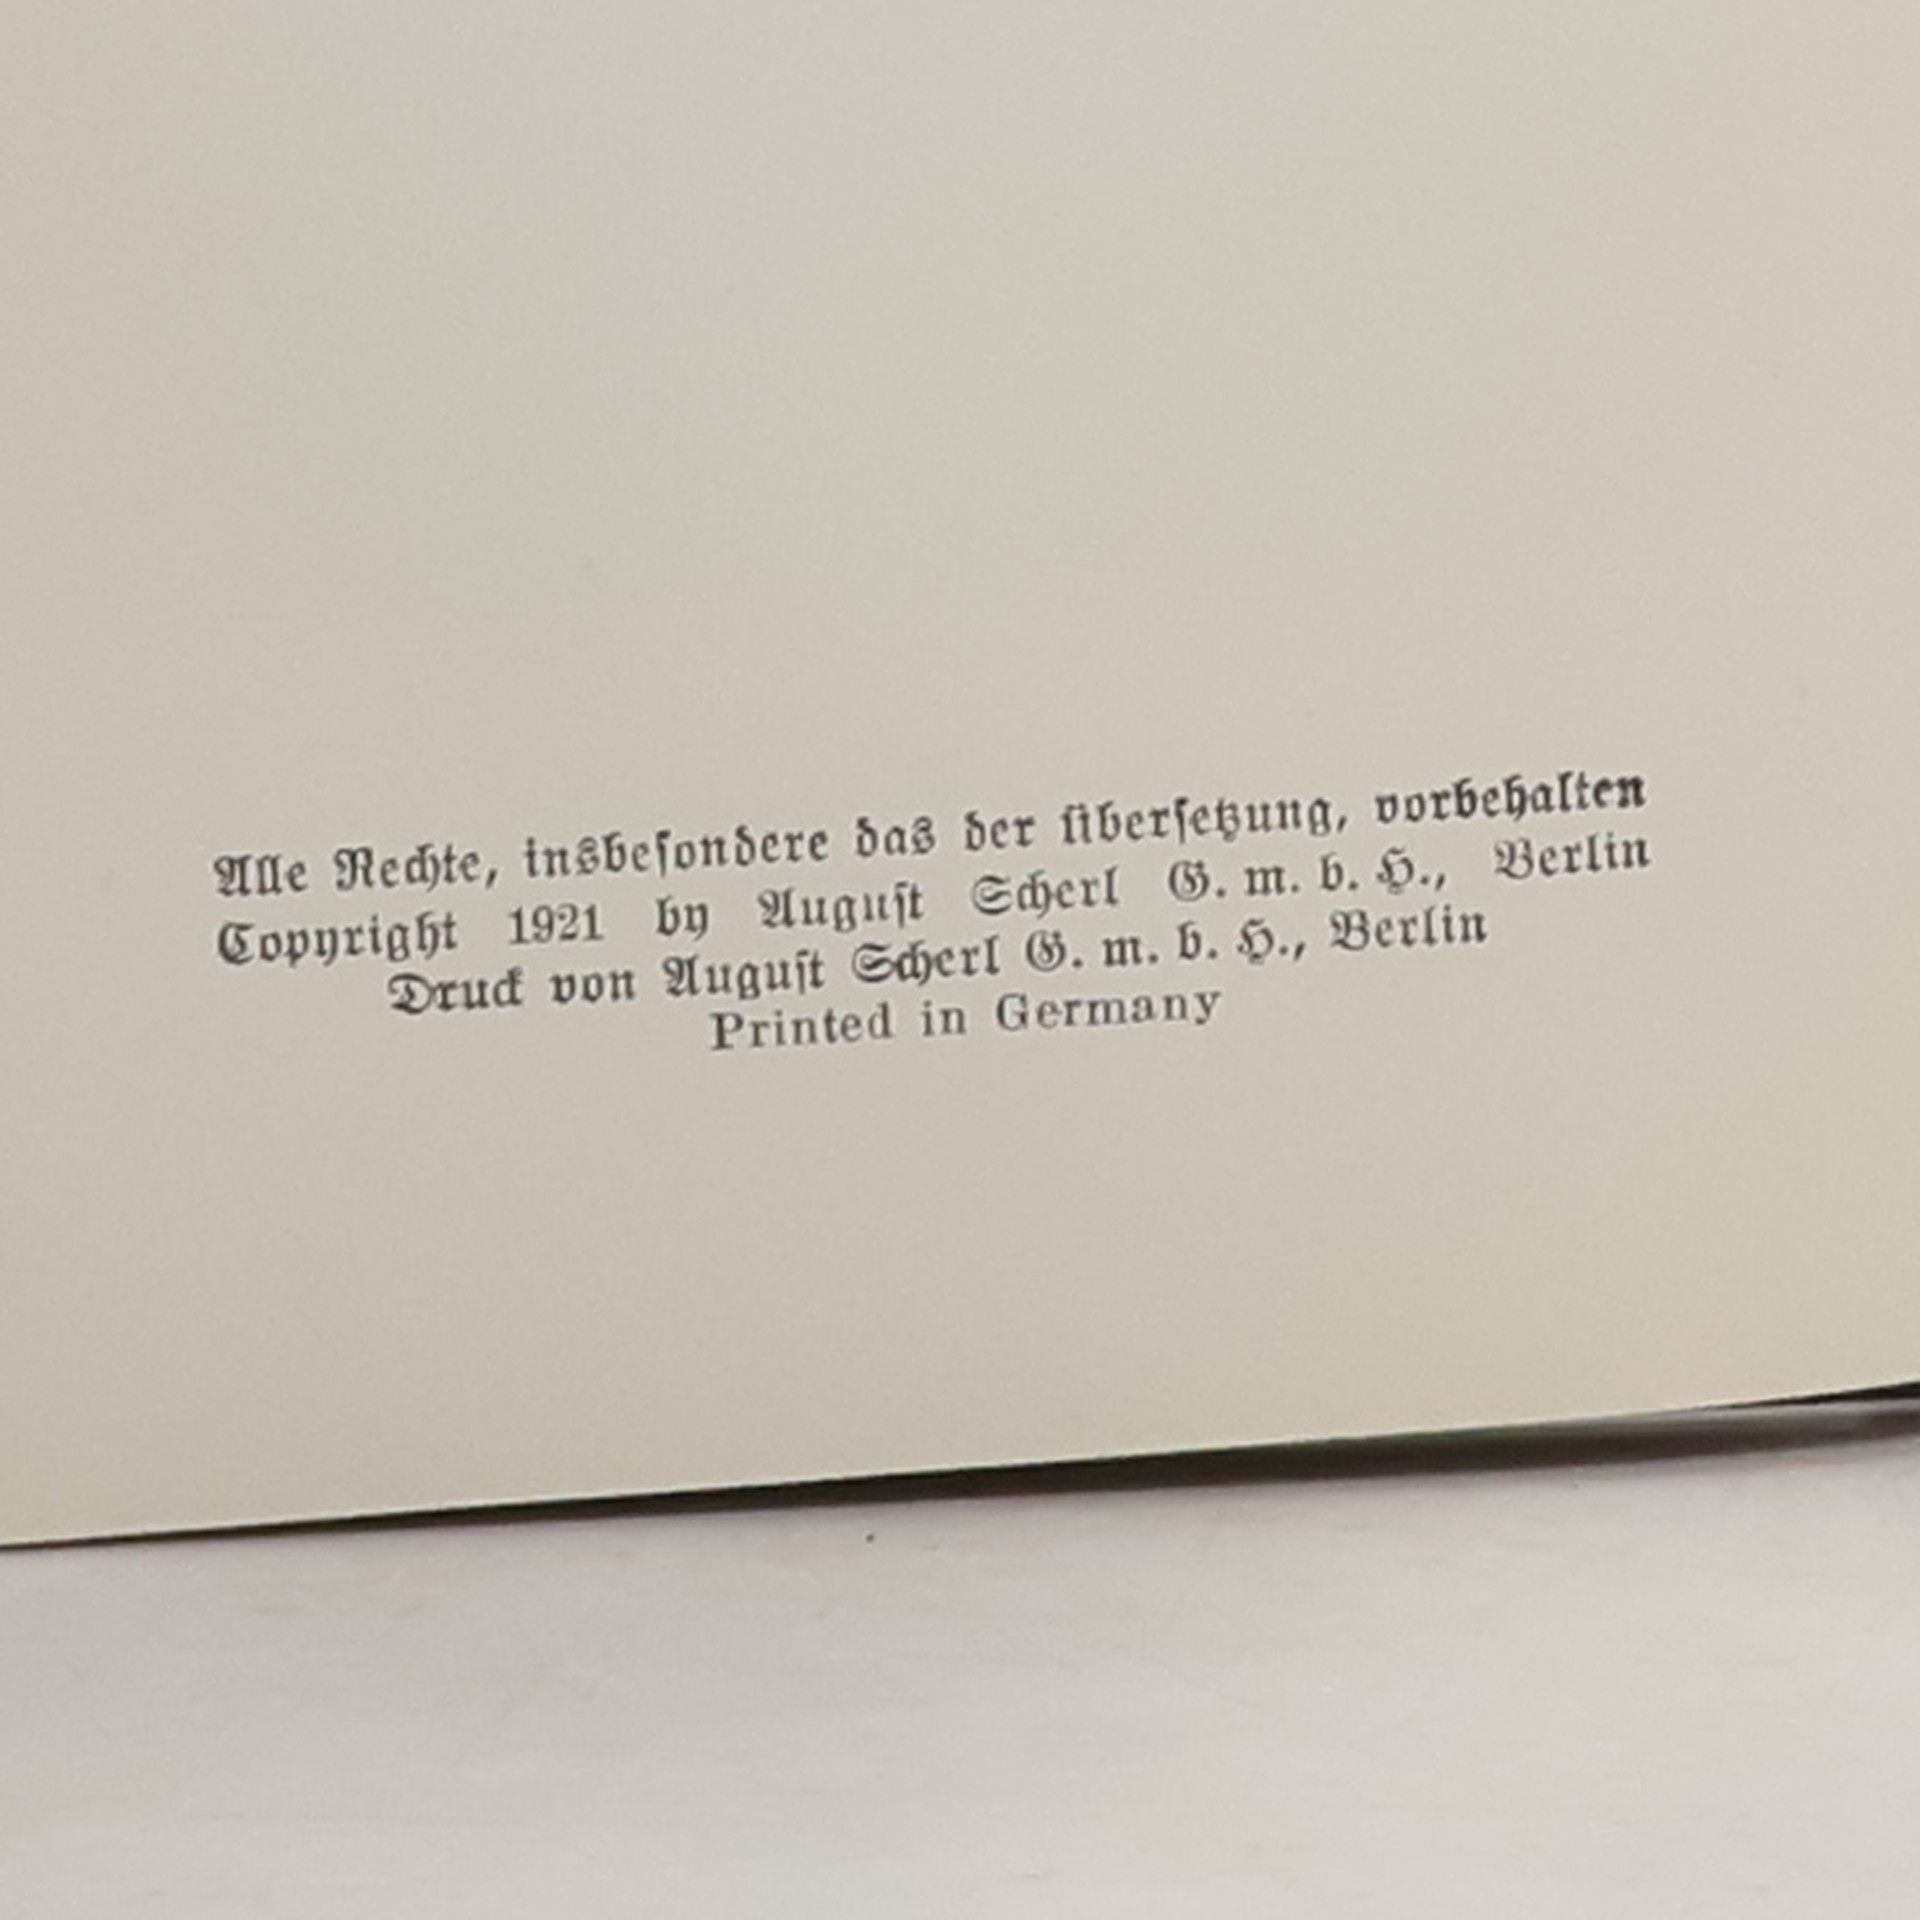 Alle Rechte, insbesondere das der Übersetzung, vorbehalten
Copyright 1921 by August Scherl G. m. b. H., Berlin
Druck von August Scherl G. m. b. H., Berlin
Printed in Germany